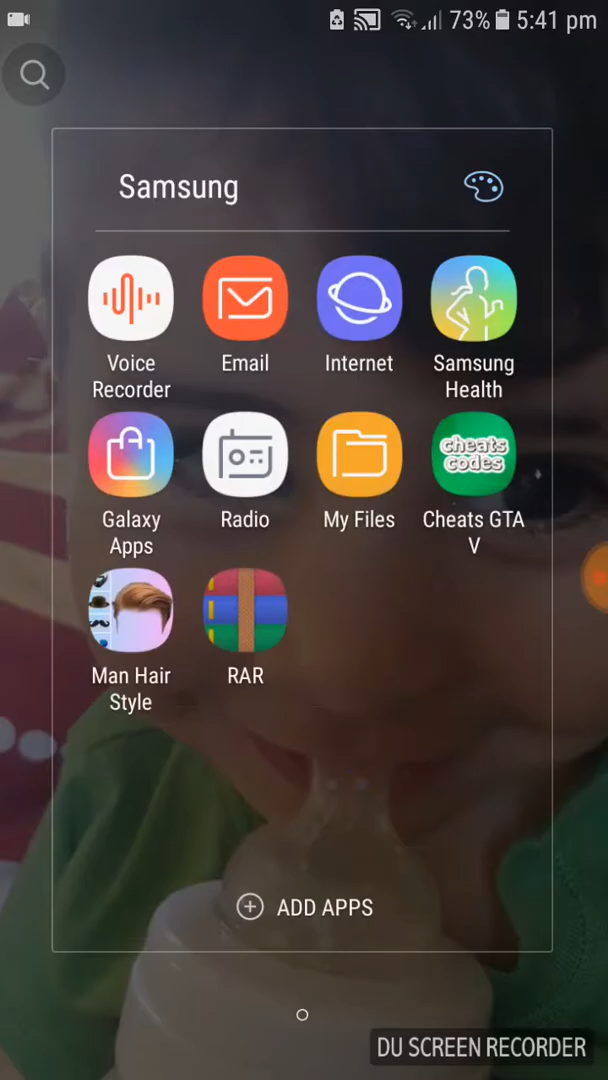 73% 5:41 pm
Samsung
Voice
Recorder
Email
Internet
Samsung
Health
cheats
codes
Galaxy
Apps
Radio
My Files
Cheats GTA
V
Man Hair
Style
RAR
ADD APPS
DU SCREEN RECORDER